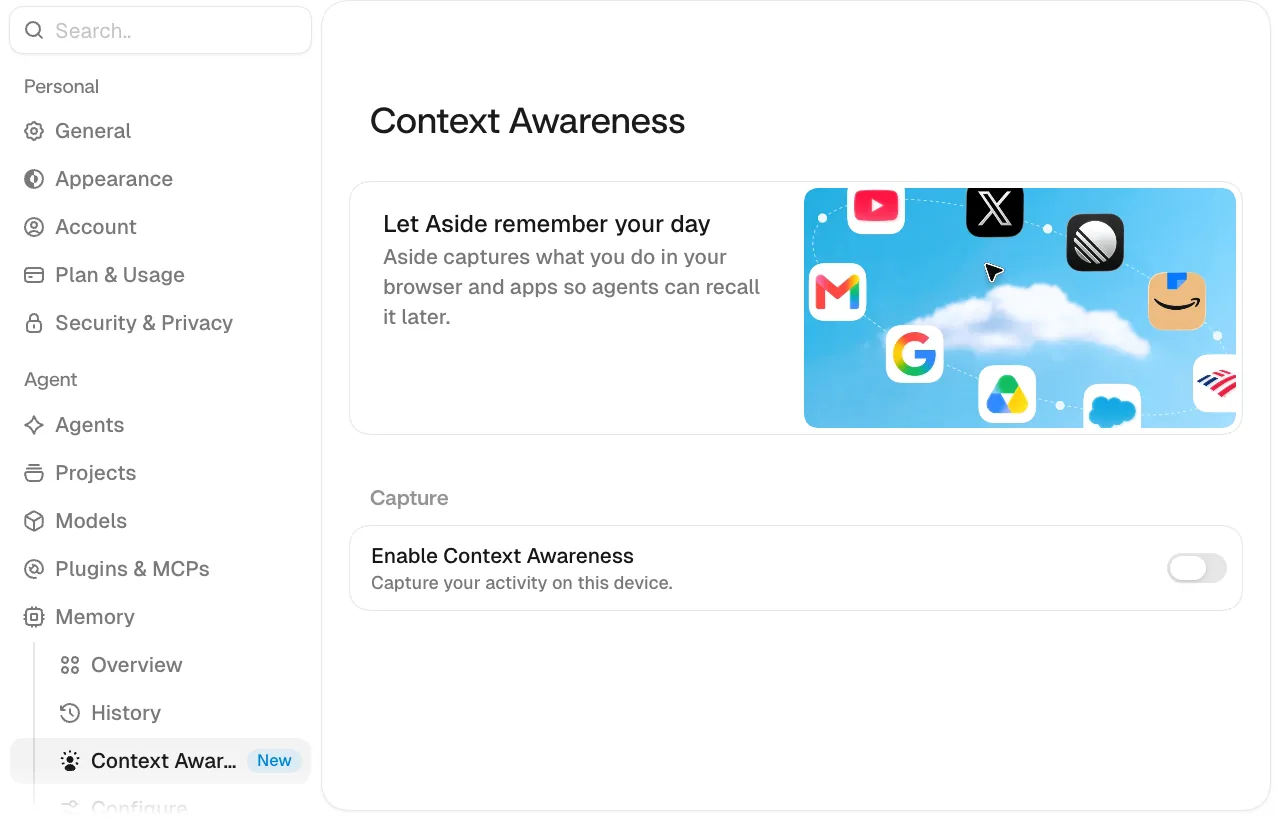 Search..
Personal
General
Appearance
Account
Plan & Usage
Security & Privacy
Agent
Agents
Projects
Models
Plugins & MCPs
Memory
Overview
History
Context Awar... New
Configure
Context Awareness
Let Aside remember your day
Aside captures what you do in your
browser and apps so agents can recall
it later.
Capture
Enable Context Awareness
Capture your activity on this device.